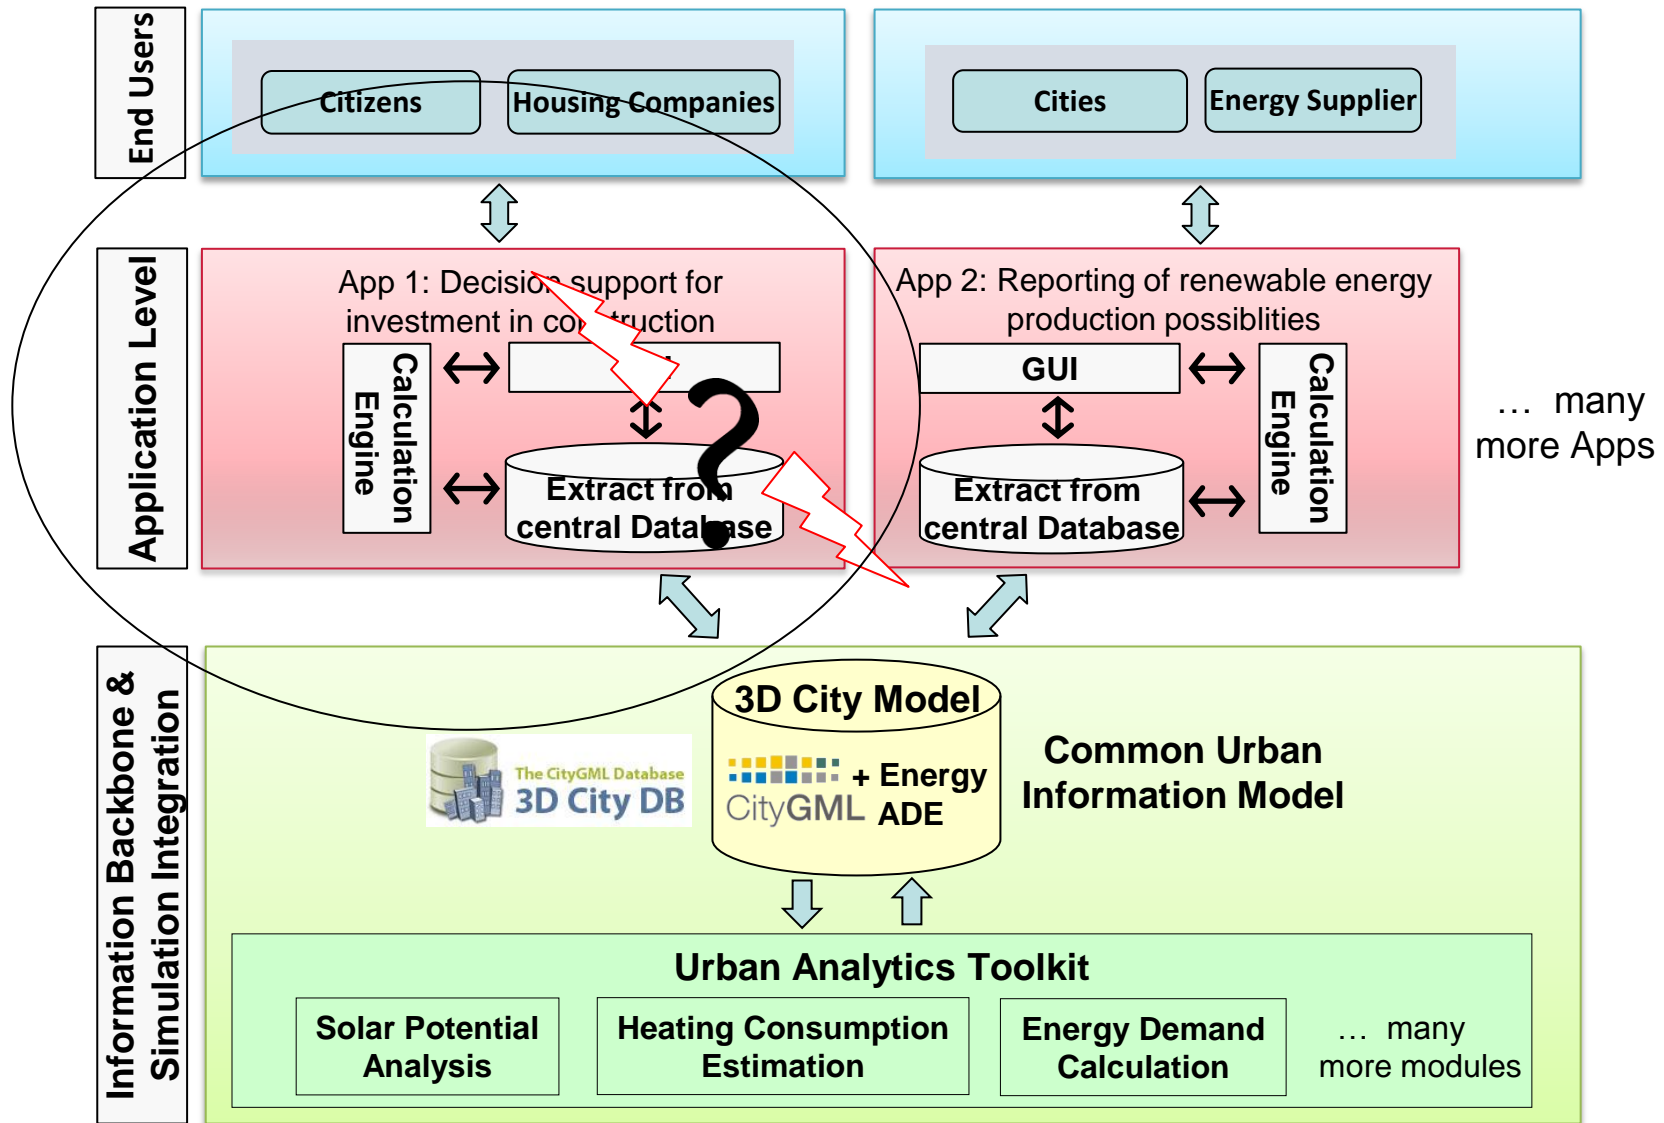 End Users
Citizens
Housing Companies
Cities
Energy Supplier
Application Level
App 1: Decision support for
investment in construction
Calculation
Engine
Extract from
central Database
?
App 2: Reporting of renewable energy
production possiblities
GUI
Calculation
Engine
Extract from
central Database
… many
more Apps
Information Backbone &
Simulation Integration
3D City Model
The CityGML Database
3D City DB
CityGML
+ Energy
ADE
Common Urban
Information Model
Urban Analytics Toolkit
Solar Potential
Analysis
Heating Consumption
Estimation
Energy Demand
Calculation
… many
more modules